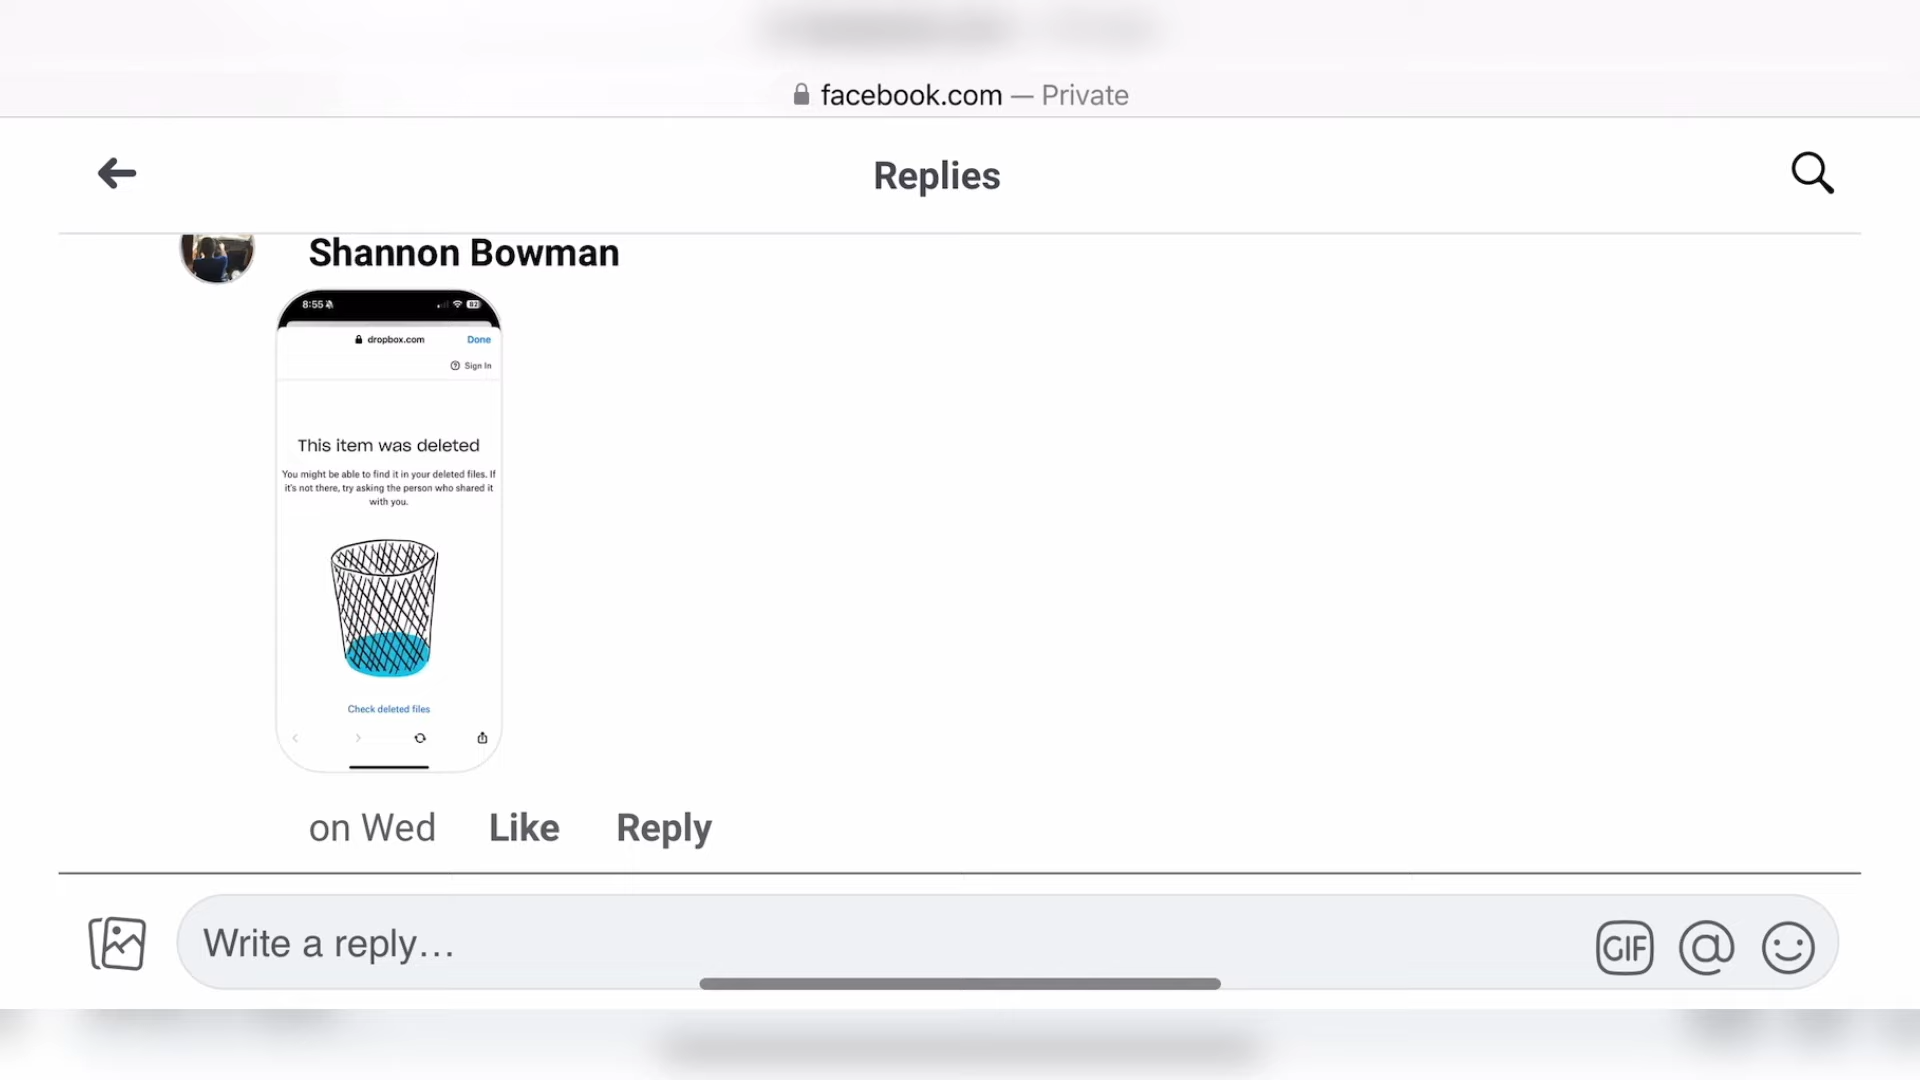 facebook.com — Private
Replies
Shannon Bowman
8:55
82
dropbox.com
Done
Sign In
This item was deleted
You might be able to find it in your deleted files. If
it's not there, try asking the person who shared it
with you.
Check deleted files
on Wed Like Reply
Write a reply...
GIF @